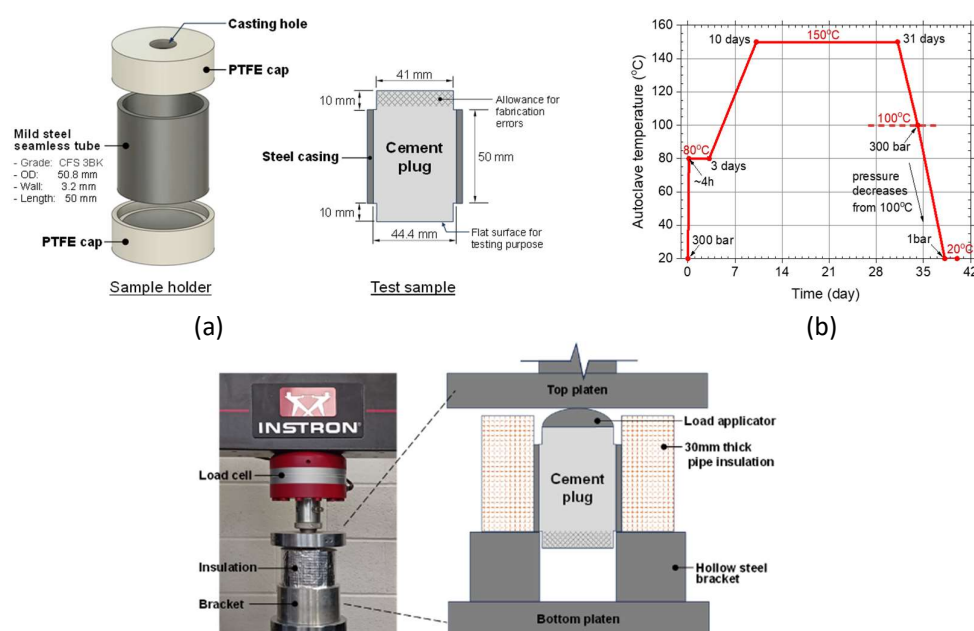 Casting hole
PTFE cap
Mild steel
seamless tube
- Grade: CFS 3BK
- OD: 50.8 mm
- Wall: 3.2 mm
- Length: 50 mm
PTFE cap
Sample holder
41 mm
10 mm
Allowance for
fabrication
errors
Steel casing
Cement
plug
50 mm
10 mm
44.4 mm
Flat surface for
testing purpose
Test sample
(a)
Autoclave temperature (°C)
160
140
120
100
80
60
40
20
10 days
150°C
31 days
100°C
300 bar
80°C
3 days
~4h
pressure
decreases
from 100°C
300 bar
1bar
20°C
0
7
14
21
28
35
42
Time (day)
(b)
INSTRON
Load cell
Insulation
Bracket
Top platen
Load applicator
30mm thick
pipe insulation
Cement
plug
Hollow steel
bracket
Bottom platen